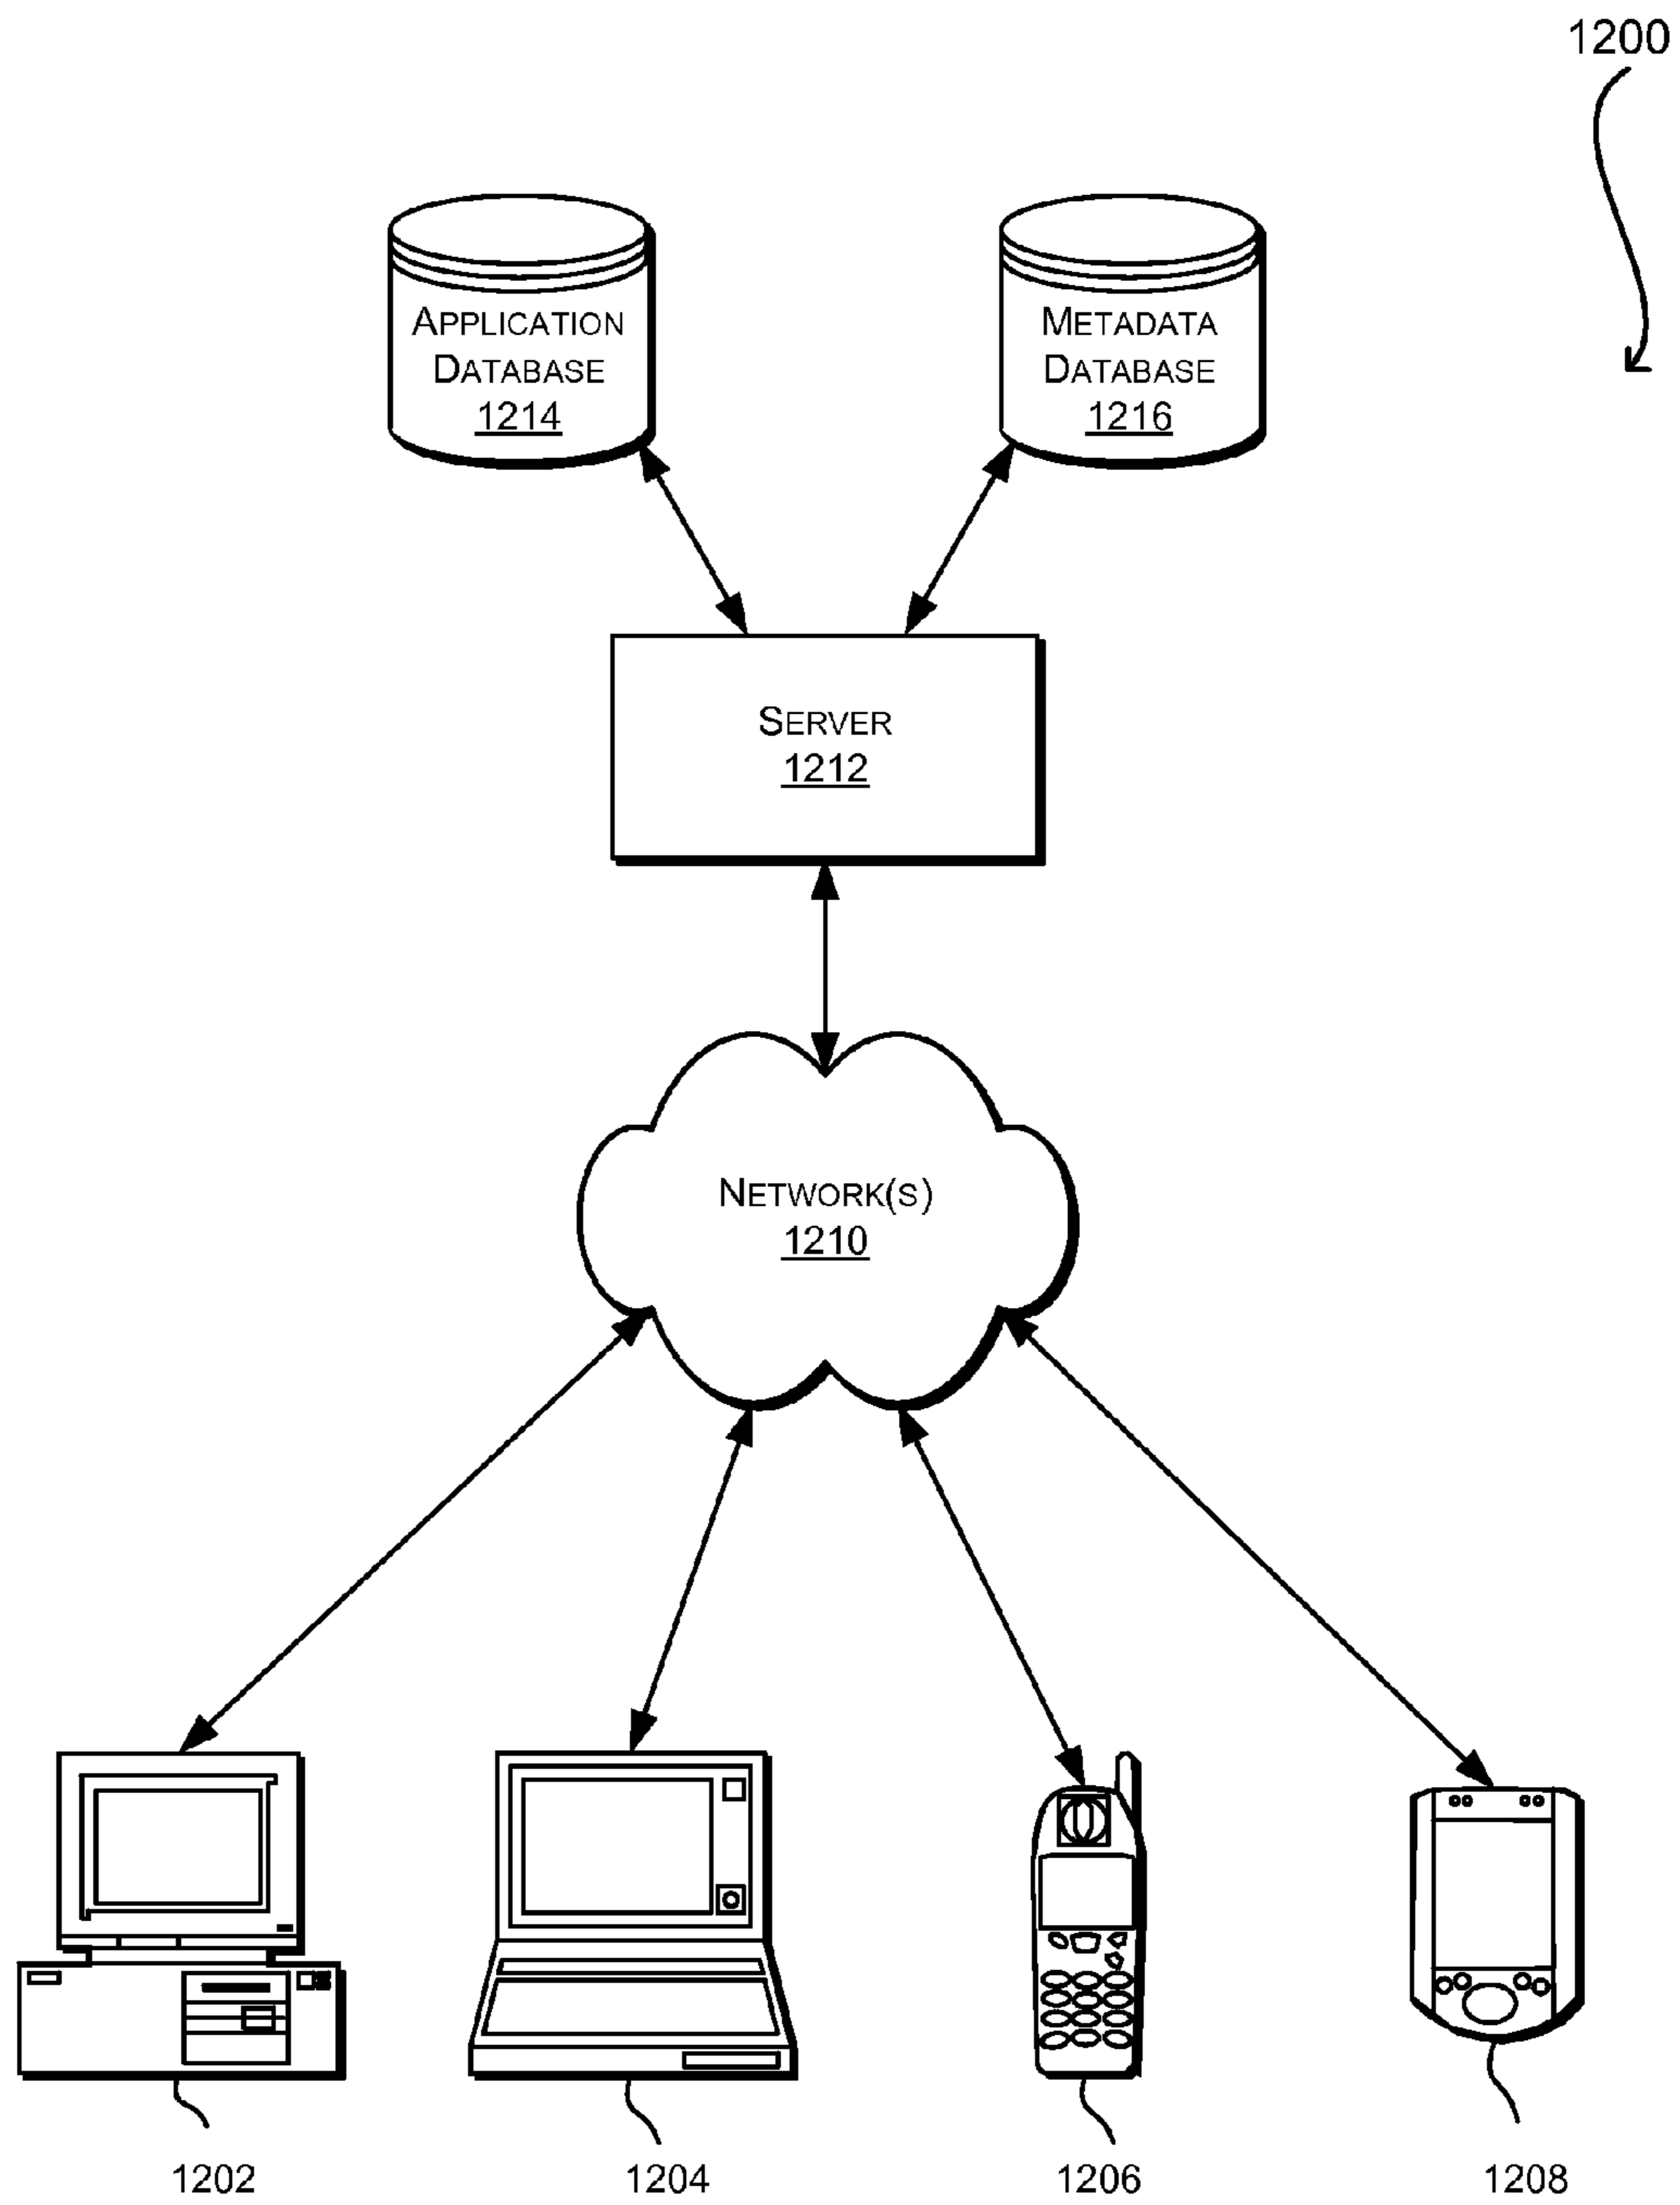 1200
APPLICATION
DATABASE
1214
METADATA
DATABASE
1216
SERVER
1212
NETWORK(S)
1210
1202
1204
1206
1208